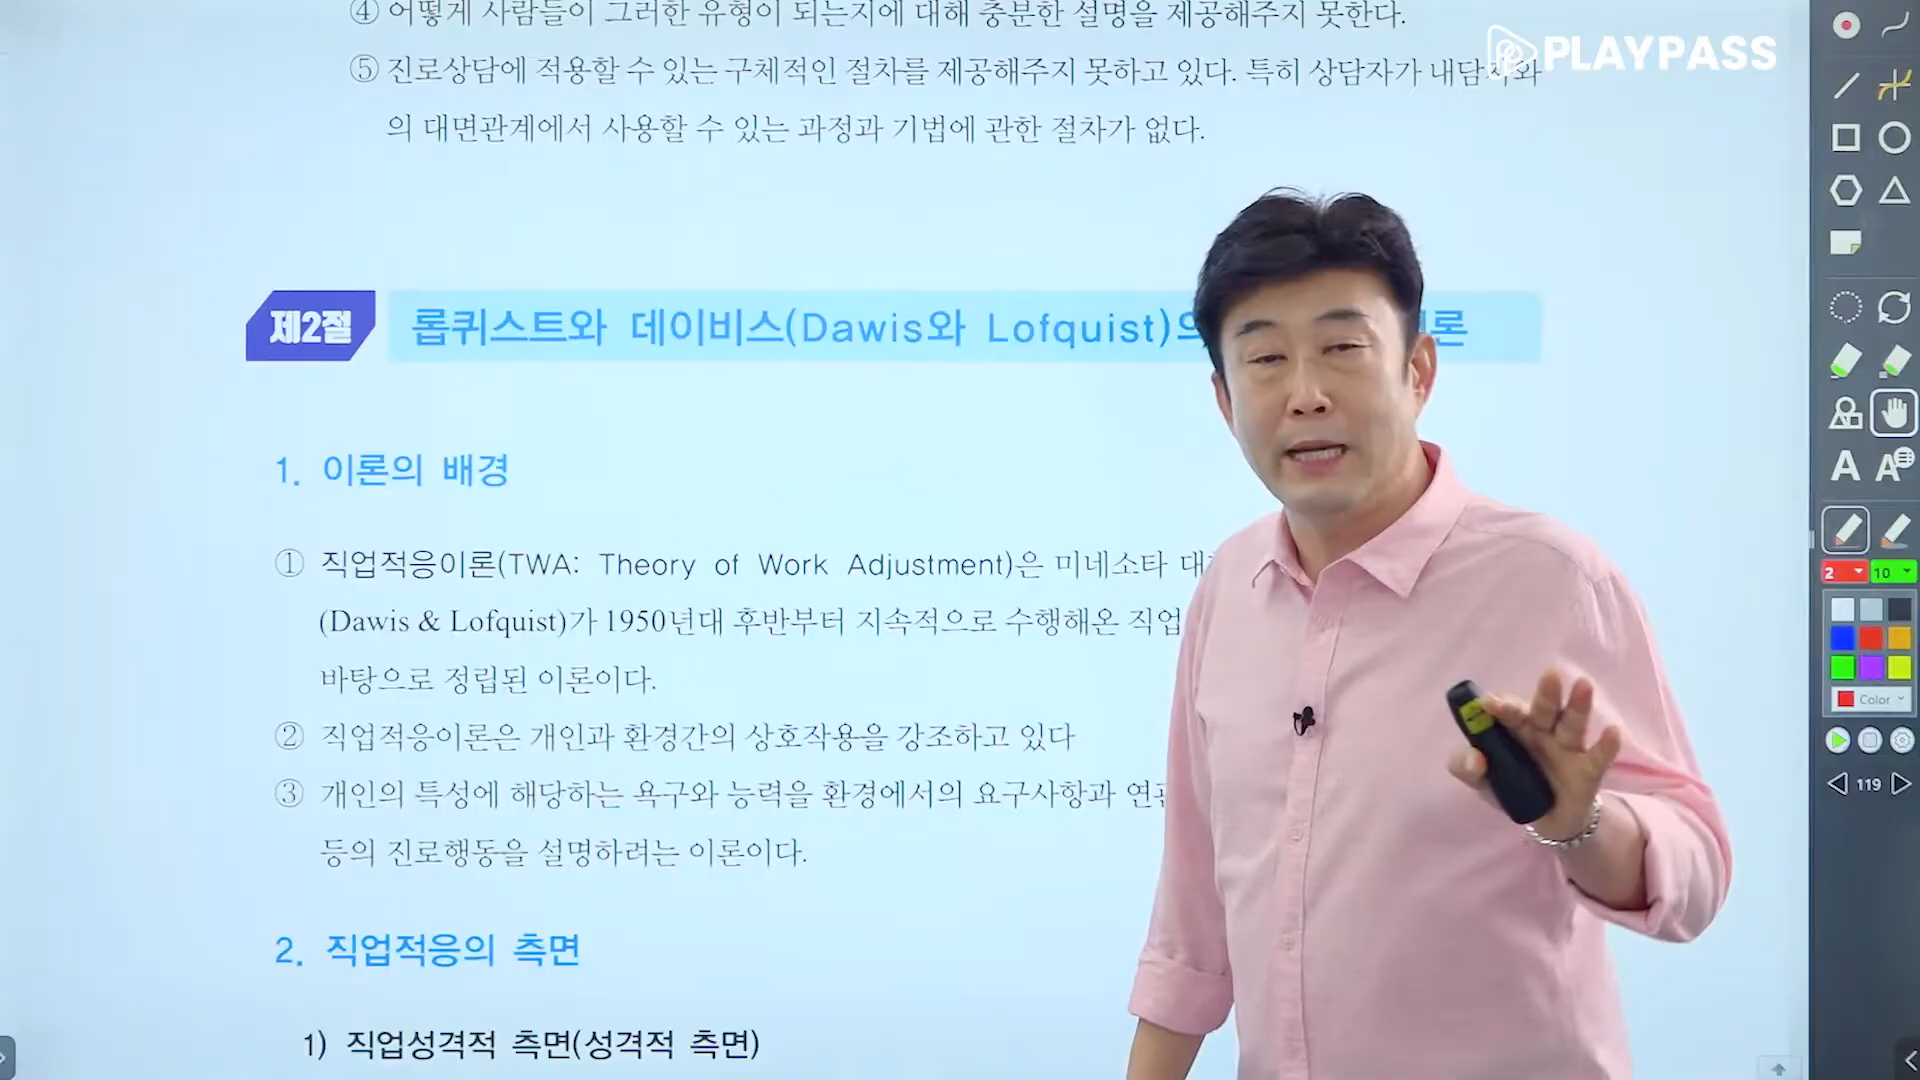 ④ 어떻게 사람들이 그러한 유형이 되는지에 대해 충분한 설명을 제공해주지 못한다.
PLAYPASS
⑤ 진로상담에 적용할 수 있는 구체적인 절차를 제공해주지 못하고 있다. 특히 상담자가 내담자와
의 대면관계에서 사용할 수 있는 과정과 기법에 관한 절차가 없다.
제2절 롭퀴스트와 데이비스(Dawis와 Lofquist)의 론
1. 이론의 배경
① 직업적응이론(TWA: Theory of Work Adjustment)은 미네소타
(Dawis & Lofquist)가 1950년대 후반부터 지속적으로 수행해온 직업
바탕으로 정립된 이론이다.
② 직업적응이론은 개인과 환경간의 상호작용을 강조하고 있다
③ 개인의 특성에 해당하는 욕구와 능력을 환경에서의 요구사항과
등의 진로행동을 설명하려는 이론이다.
2. 직업적응의 측면
1) 직업성격적 측면(성격적 측면)
A A
2 10
Color
119